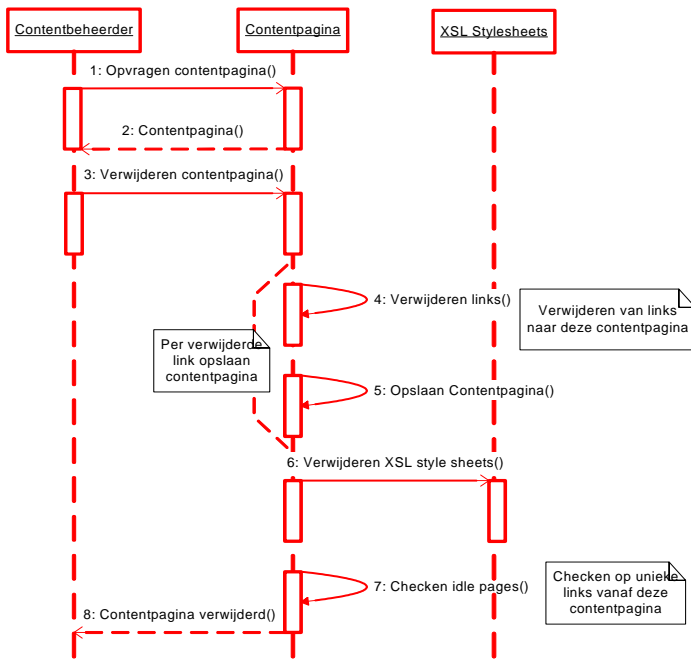 Contentbeheerder
Contentpagina
XSL Stylesheets
1: Opvragen contentpagina()
2: Contentpagina()
3: Verwijderen contentpagina()
4: Verwijderen links()
Verwijderen van links
naar deze contentpagina
Per verwijderde
link opslaan
contentpagina
5: Opslaan Contentpagina()
6: Verwijderen XSL style sheets()
7: Checken idle pages()
Checken op unieke
links vanaf deze
contentpagina
8: Contentpagina verwijderd()